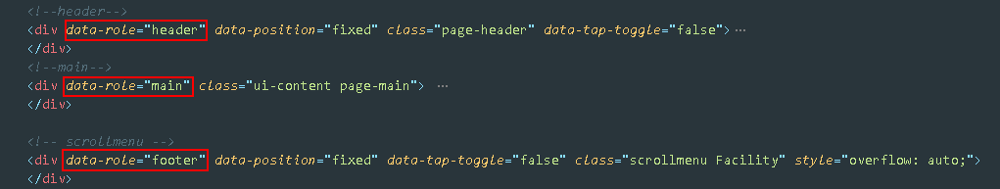 <!--header-->
<div data-role="header" data-position="fixed" class="page-header" data-tap-toggle="false">…
</div>
<!--main-->
<div data-role="main" class="ui-content page-main"> …
</div>
<!-- scrollmenu -->
<div data-role="footer" data-position="fixed" data-tap-toggle="false" class="scrollmenu Facility" style="overflow: auto;">
</div>